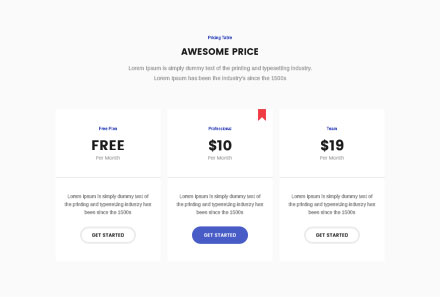 Pricing Table
AWESOME PRICE
Lorem Ipsum is simply dummy text of the printing and typesetting industry.
Lorem Ipsum has been the industry's since the 1500s
Free Plan
FREE
Per Month
Lorem Ipsum is simply dummy text of
the printing and typesetting industry has
been since the 1500s
GET STARTED
Professional
$10
Per Month
Lorem Ipsum is simply dummy text of
the printing and typesetting industry has
been since the 1500s
GET STARTED
Team
$19
Per Month
Lorem Ipsum is simply dummy text of
the printing and typesetting industry has
been since the 1500s
GET STARTED